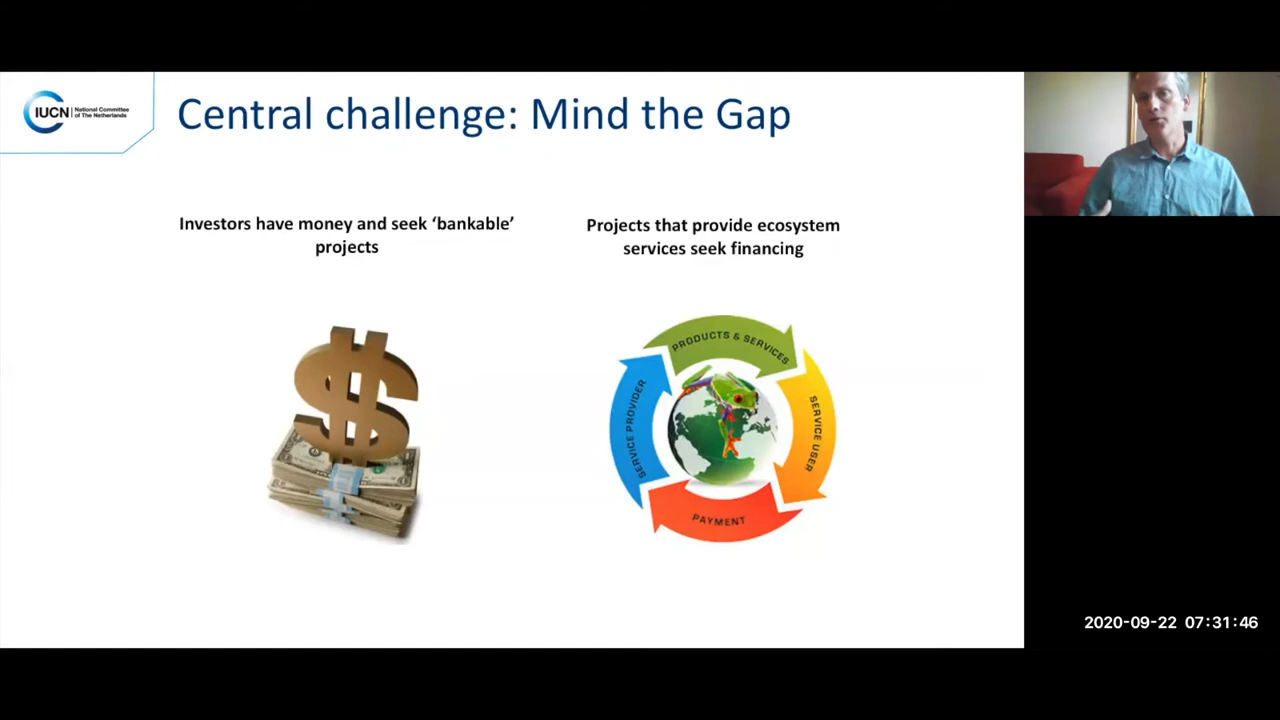 IUCN
National Committee
of The Netherlands
Central challenge: Mind the Gap
Investors have money and seek ‘bankable’
projects
Projects that provide ecosystem
services seek financing
PRODUCTS & SERVICES
SERVICE PROVIDER
SERVICE USER
PAYMENT
2020-09-22 07:31:46